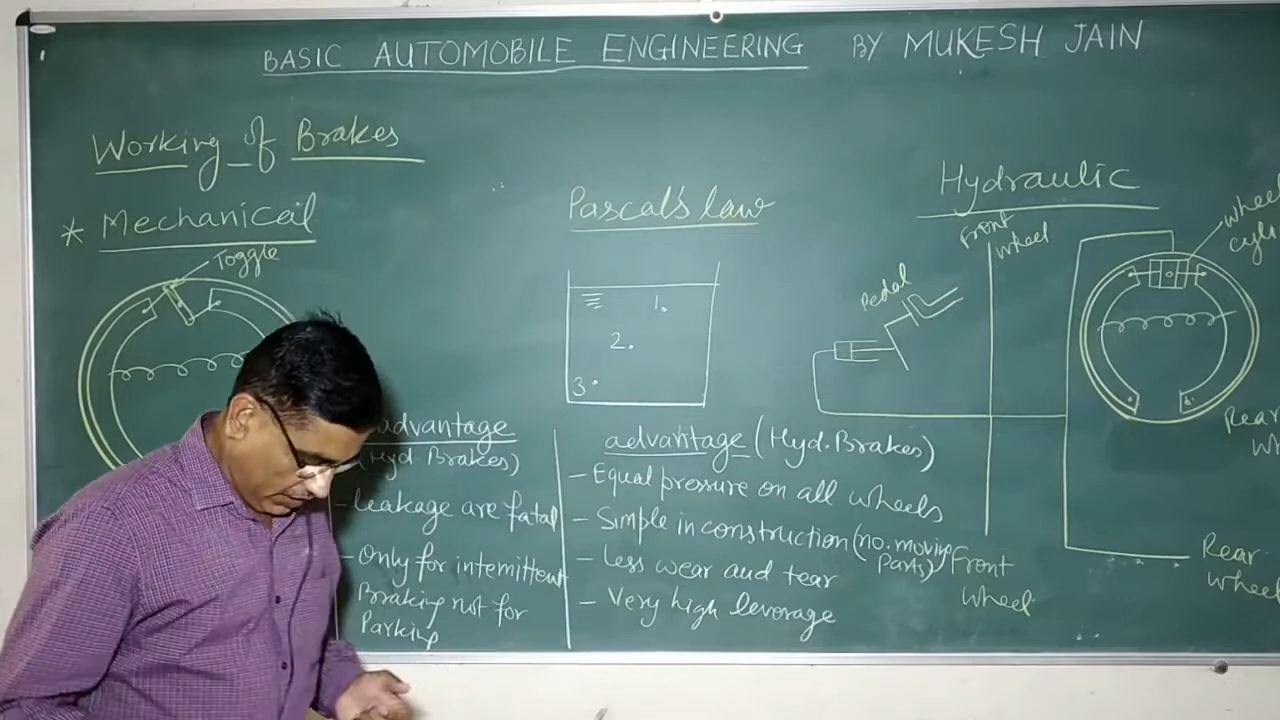 BASIC AUTOMOBILE ENGINEERING BY MUKESH JAIN
Working of Brakes
* Mechanical
Toggle
Pascal's law
1.
2.
3.
Hydraulic
Front
wheel
Pedal
wheel
Rear
Rear
wheel
Front
wheel
advantage
(Hyd Brakes)
- Leakage are fatal
- Only for intemittent
Braking not for
Parking
advantage (Hyd. Brakes)
- Equal pressure on all wheels
- Simple in construction (no. moving
Parts)
- Less wear and tear
- Very high leverage